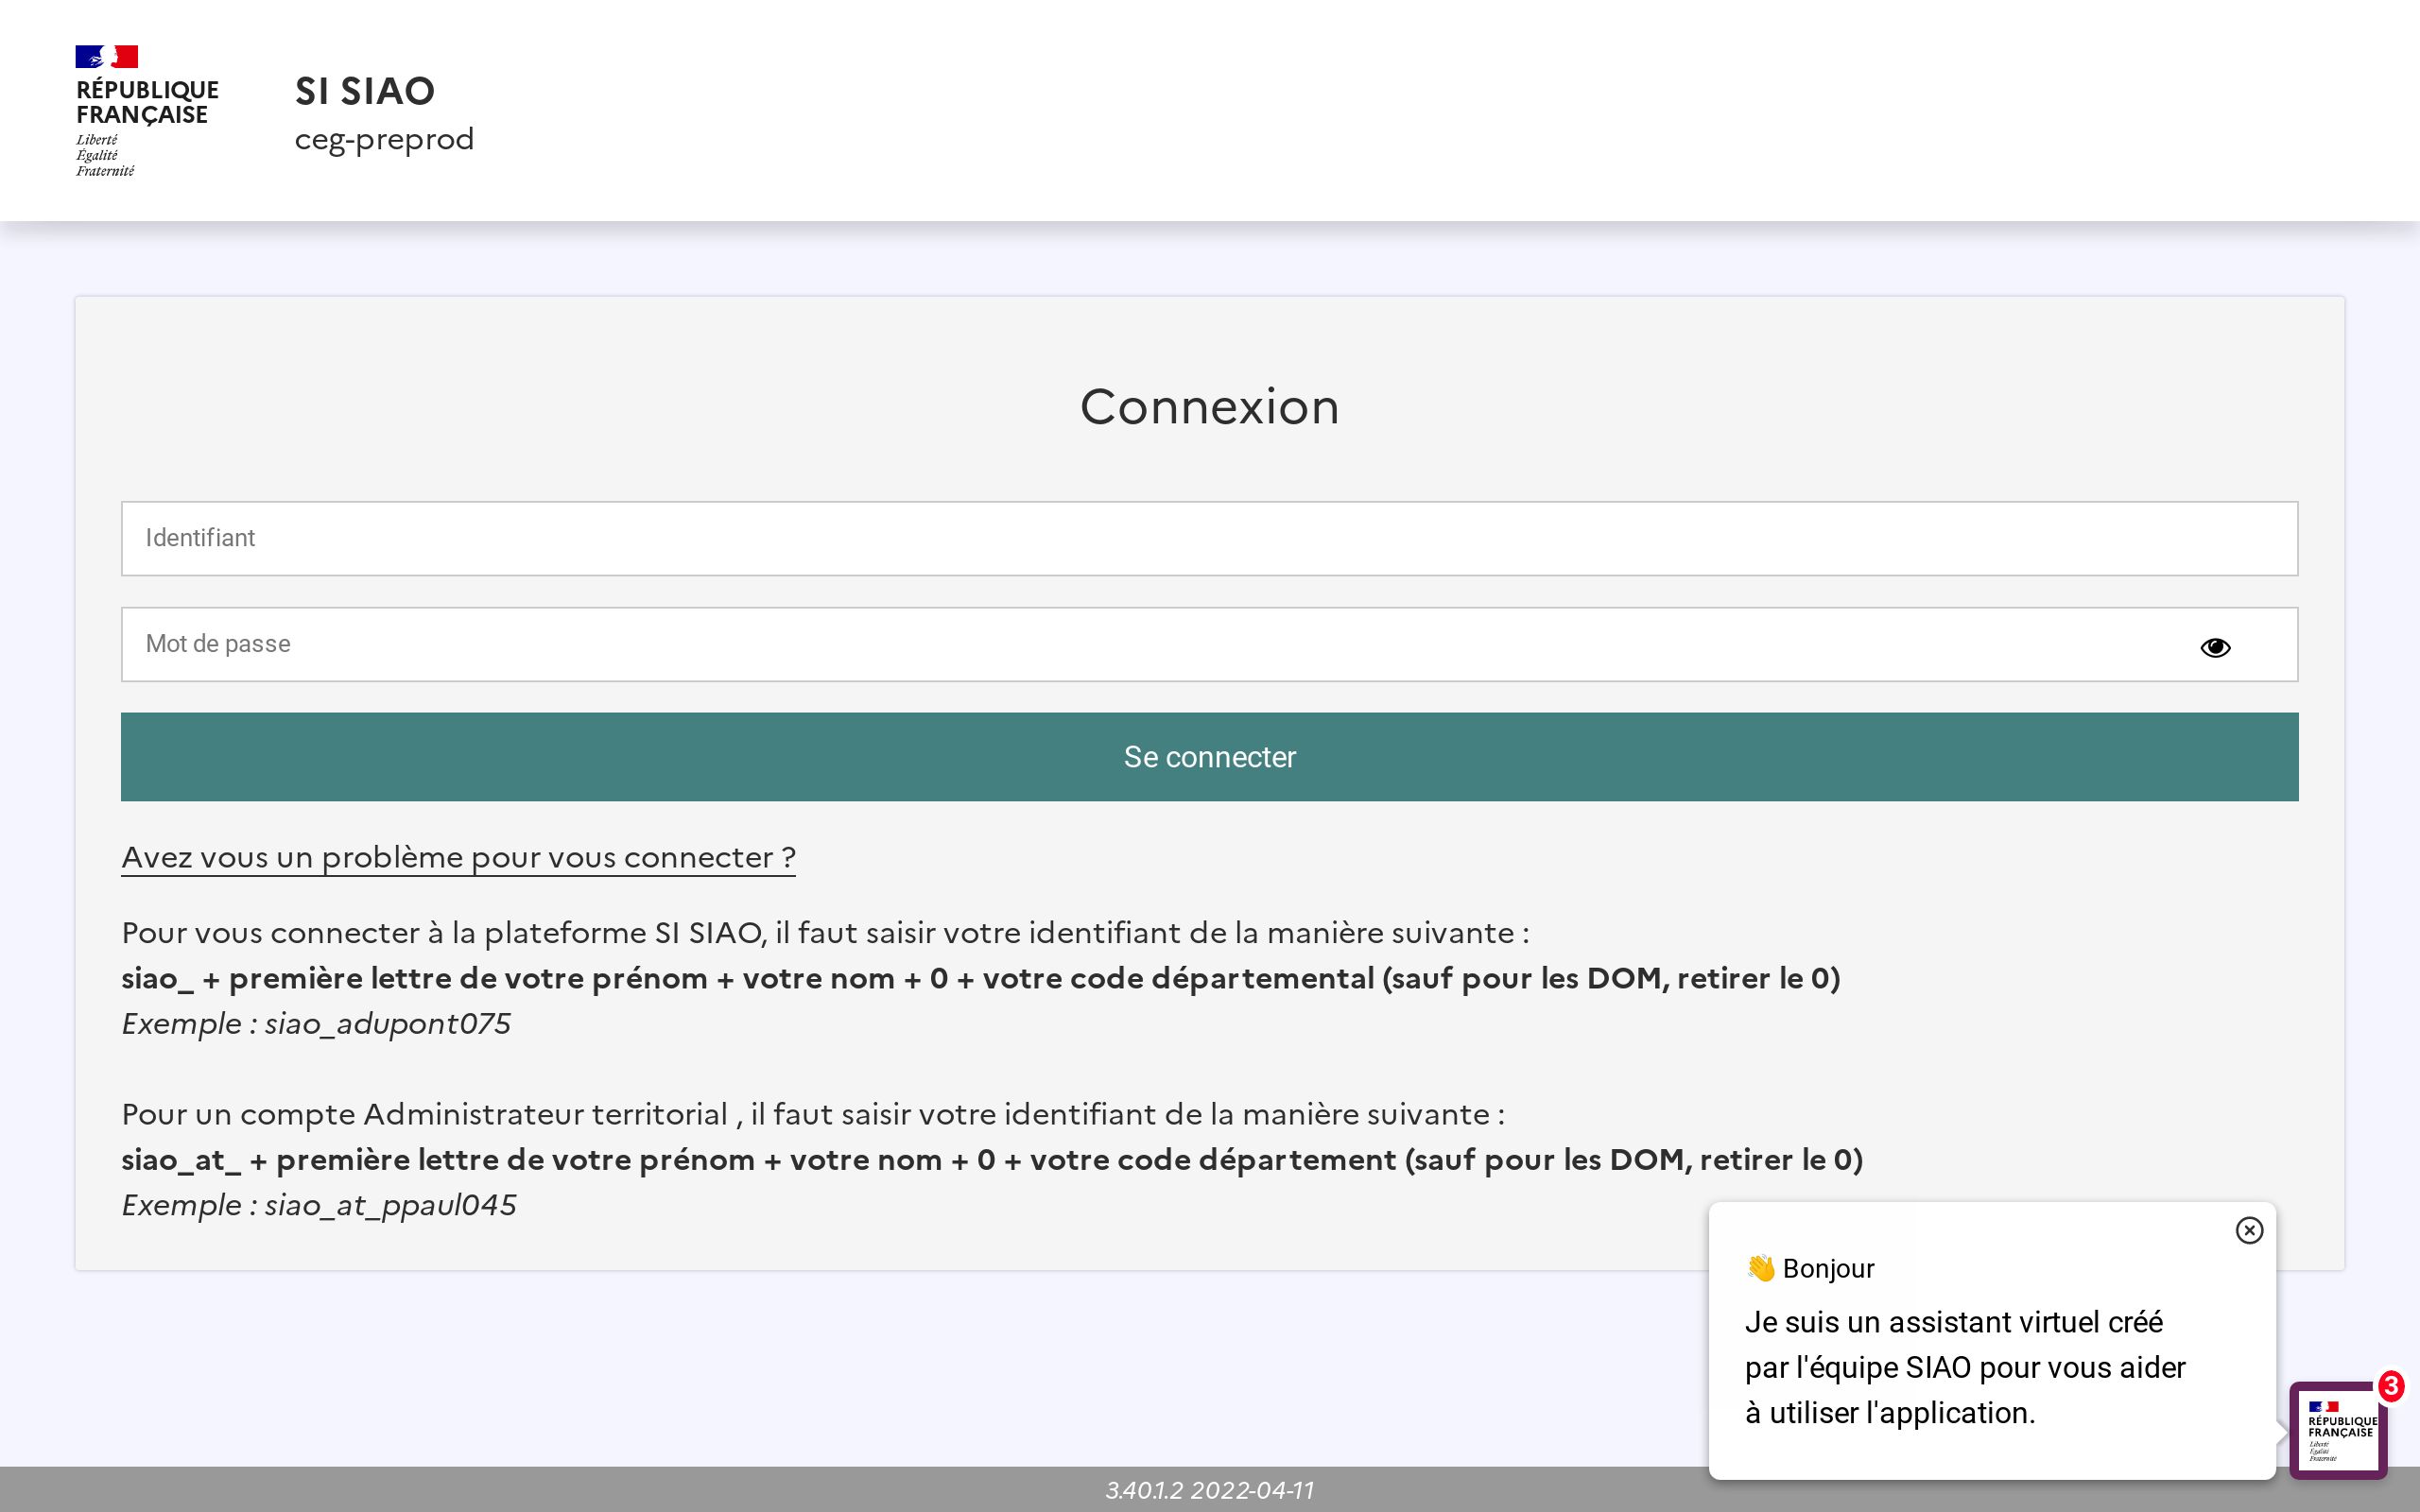 RÉPUBLIQUE
FRANÇAISE
Liberté
Égalité
Fraternité
SI SIAO
ceg-preprod
Connexion
Identifiant
Mot de passe
Se connecter
Avez vous un problème pour vous connecter ?
Pour vous connecter à la plateforme SI SIAO, il faut saisir votre identifiant de la manière suivante :
siao_ + première lettre de votre prénom + votre nom + 0 + votre code départemental (sauf pour les DOM, retirer le 0)
Exemple : siao_adupont075
Pour un compte Administrateur territorial , il faut saisir votre identifiant de la manière suivante :
siao_at_ + première lettre de votre prénom + votre nom + 0 + votre code département (sauf pour les DOM, retirer le 0)
Exemple : siao_at_ppaul045
👋 Bonjour
Je suis un assistant virtuel créé
par l'équipe SIAO pour vous aider
à utiliser l'application.
3
RÉPUBLIQUE
FRANÇAISE
Liberté
Égalité
Fraternité
3.40.1.2 2022-04-11